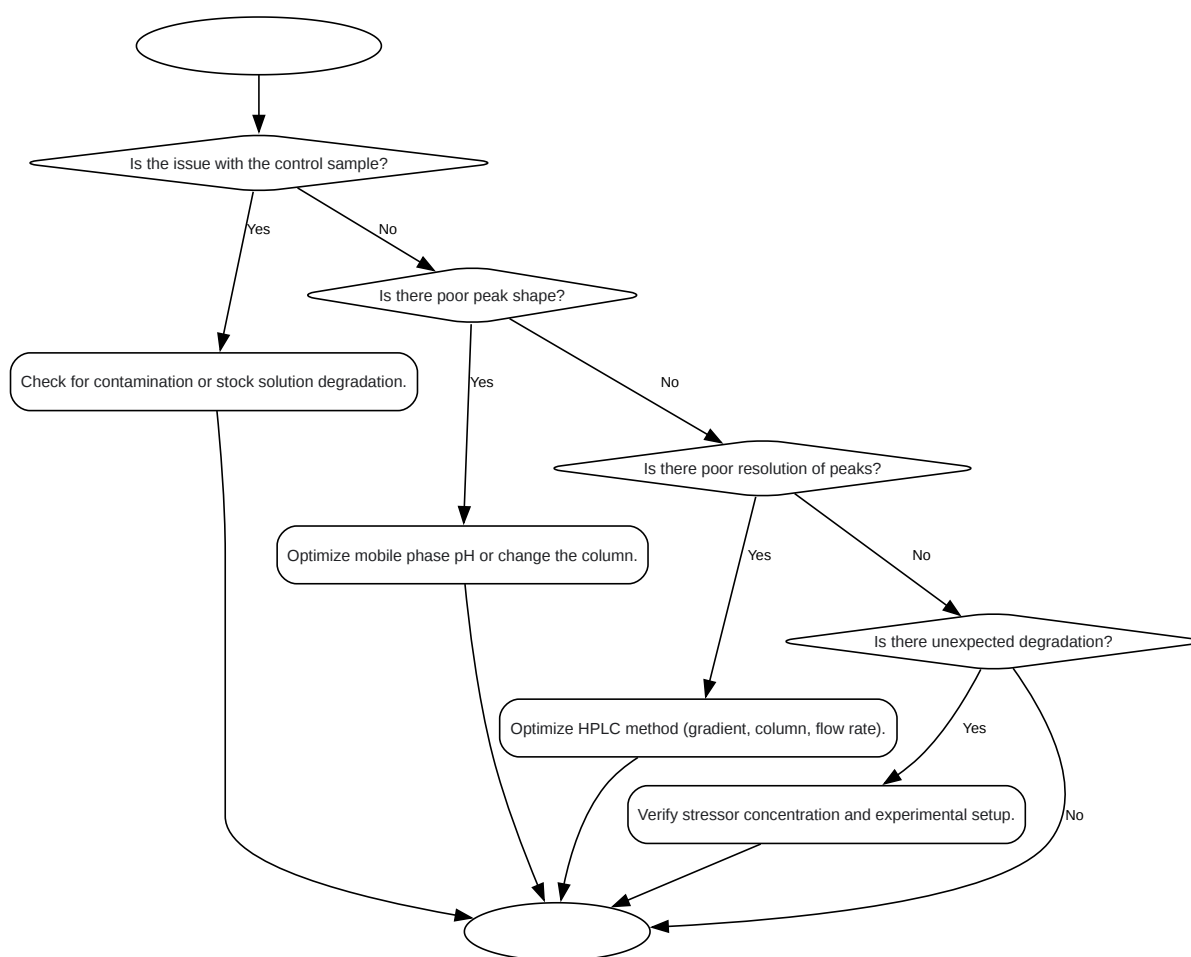 Is the issue with the control sample?
Yes
No
Is there poor peak shape?
Check for contamination or stock solution degradation.
Yes
No
Is there poor resolution of peaks?
Optimize mobile phase pH or change the column.
Yes
No
Is there unexpected degradation?
Optimize HPLC method (gradient, column, flow rate).
Yes
Verify stressor concentration and experimental setup.
No